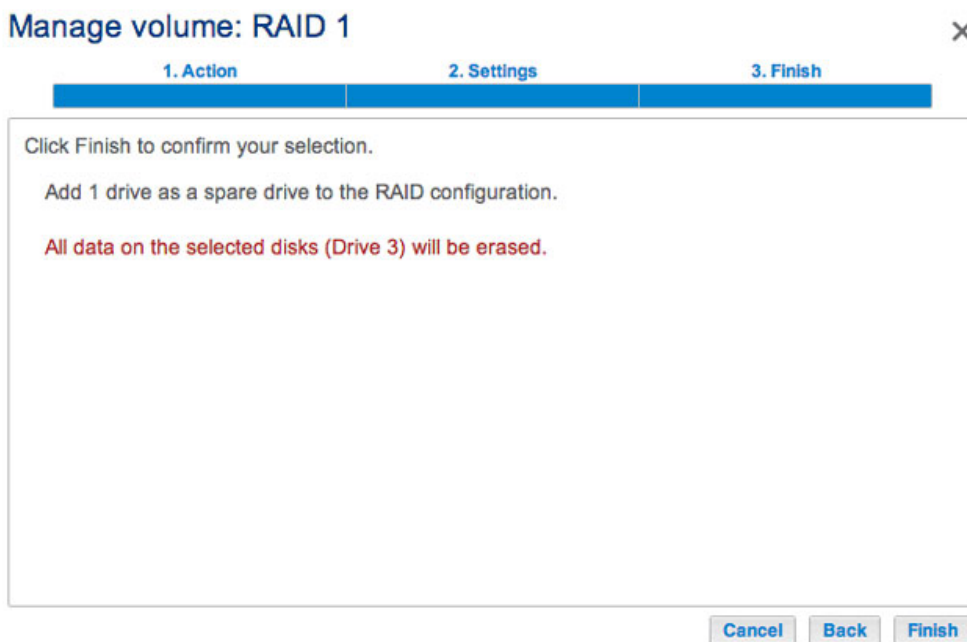 Manage volume: RAID 1
1. Action 2. Settings 3. Finish
Click Finish to confirm your selection.
Add 1 drive as a spare drive to the RAID configuration.
All data on the selected disks (Drive 3) will be erased.
Cancel Back Finish